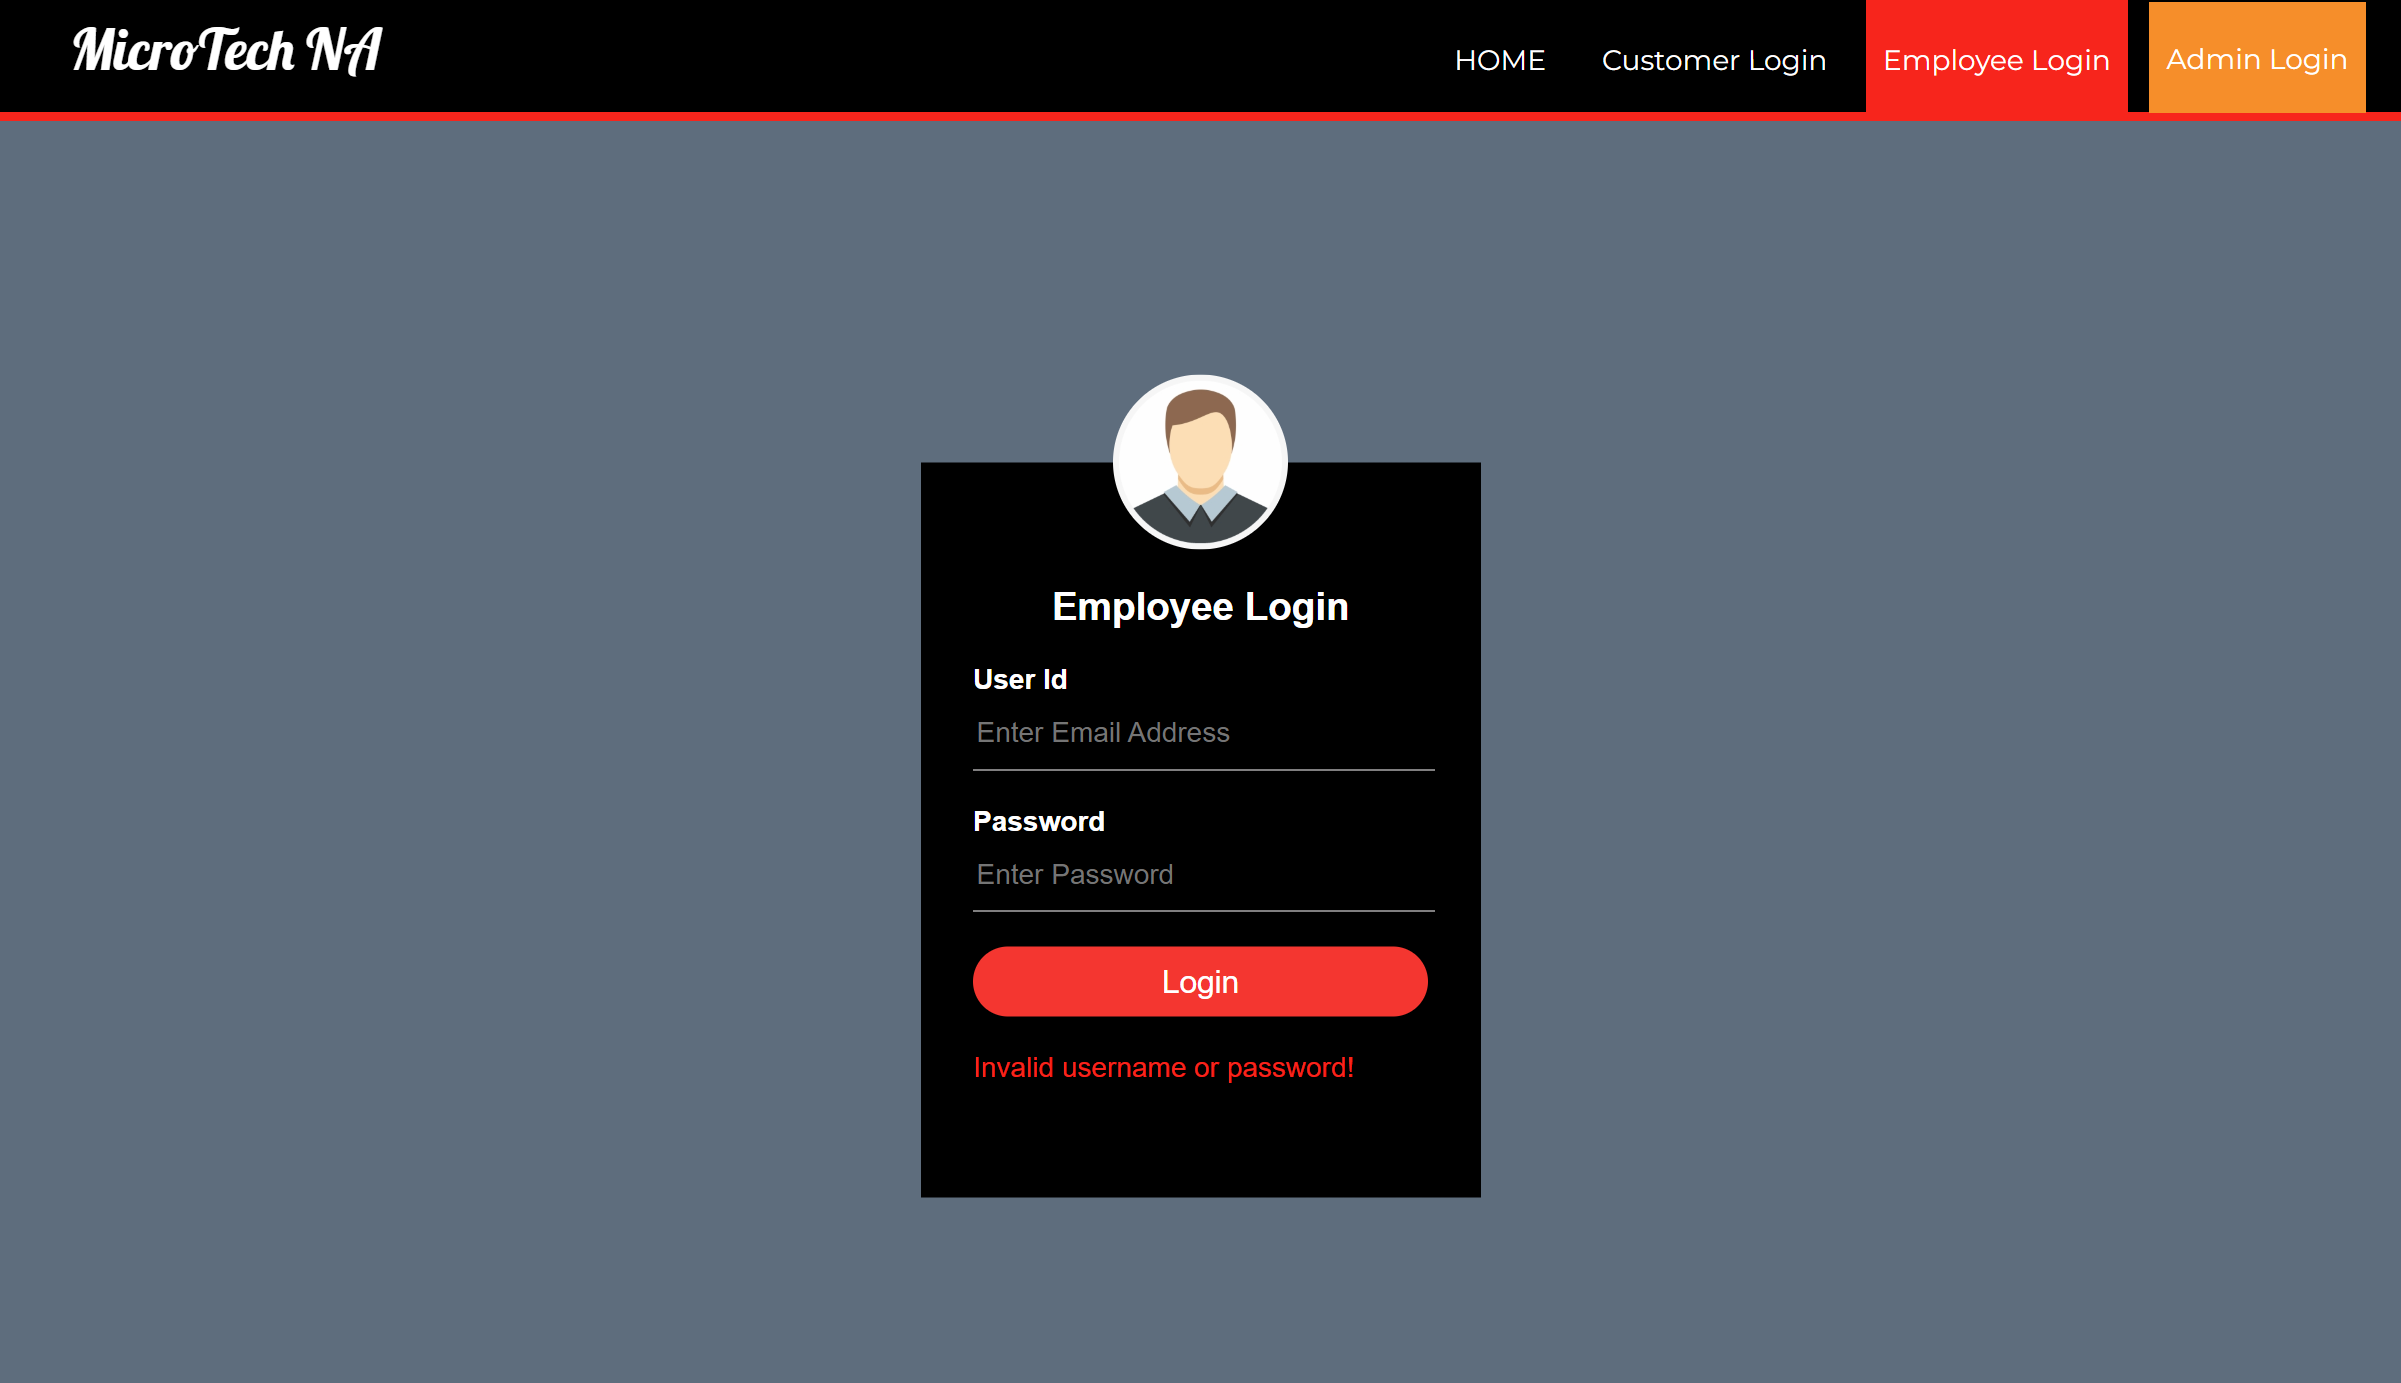 MicroTech NA
HOME Customer Login Employee Login Admin Login
Employee Login
User Id
Enter Email Address
Password
Enter Password
Login
Invalid username or password!